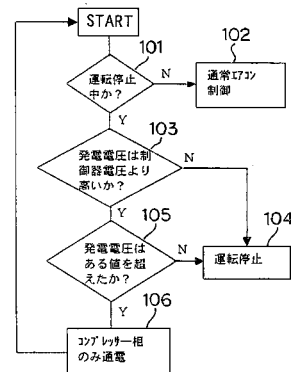 START
101
運転停止
中か？
N
Y
102
通常エアコン
制御
103
発電電圧は制
御器電圧より
高いか？
N
Y
105
発電電圧は
ある値を超
えたか？
N
Y
104
運転停止
106
コンプレッサー相
のみ通電